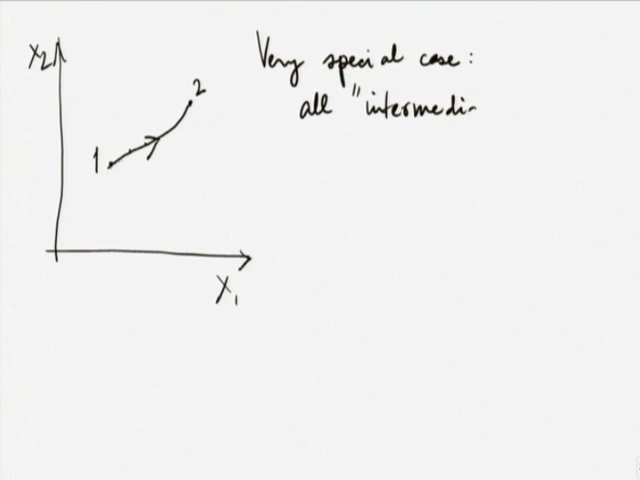 X2
Very special case :
2
all "intermedi-
1
X1